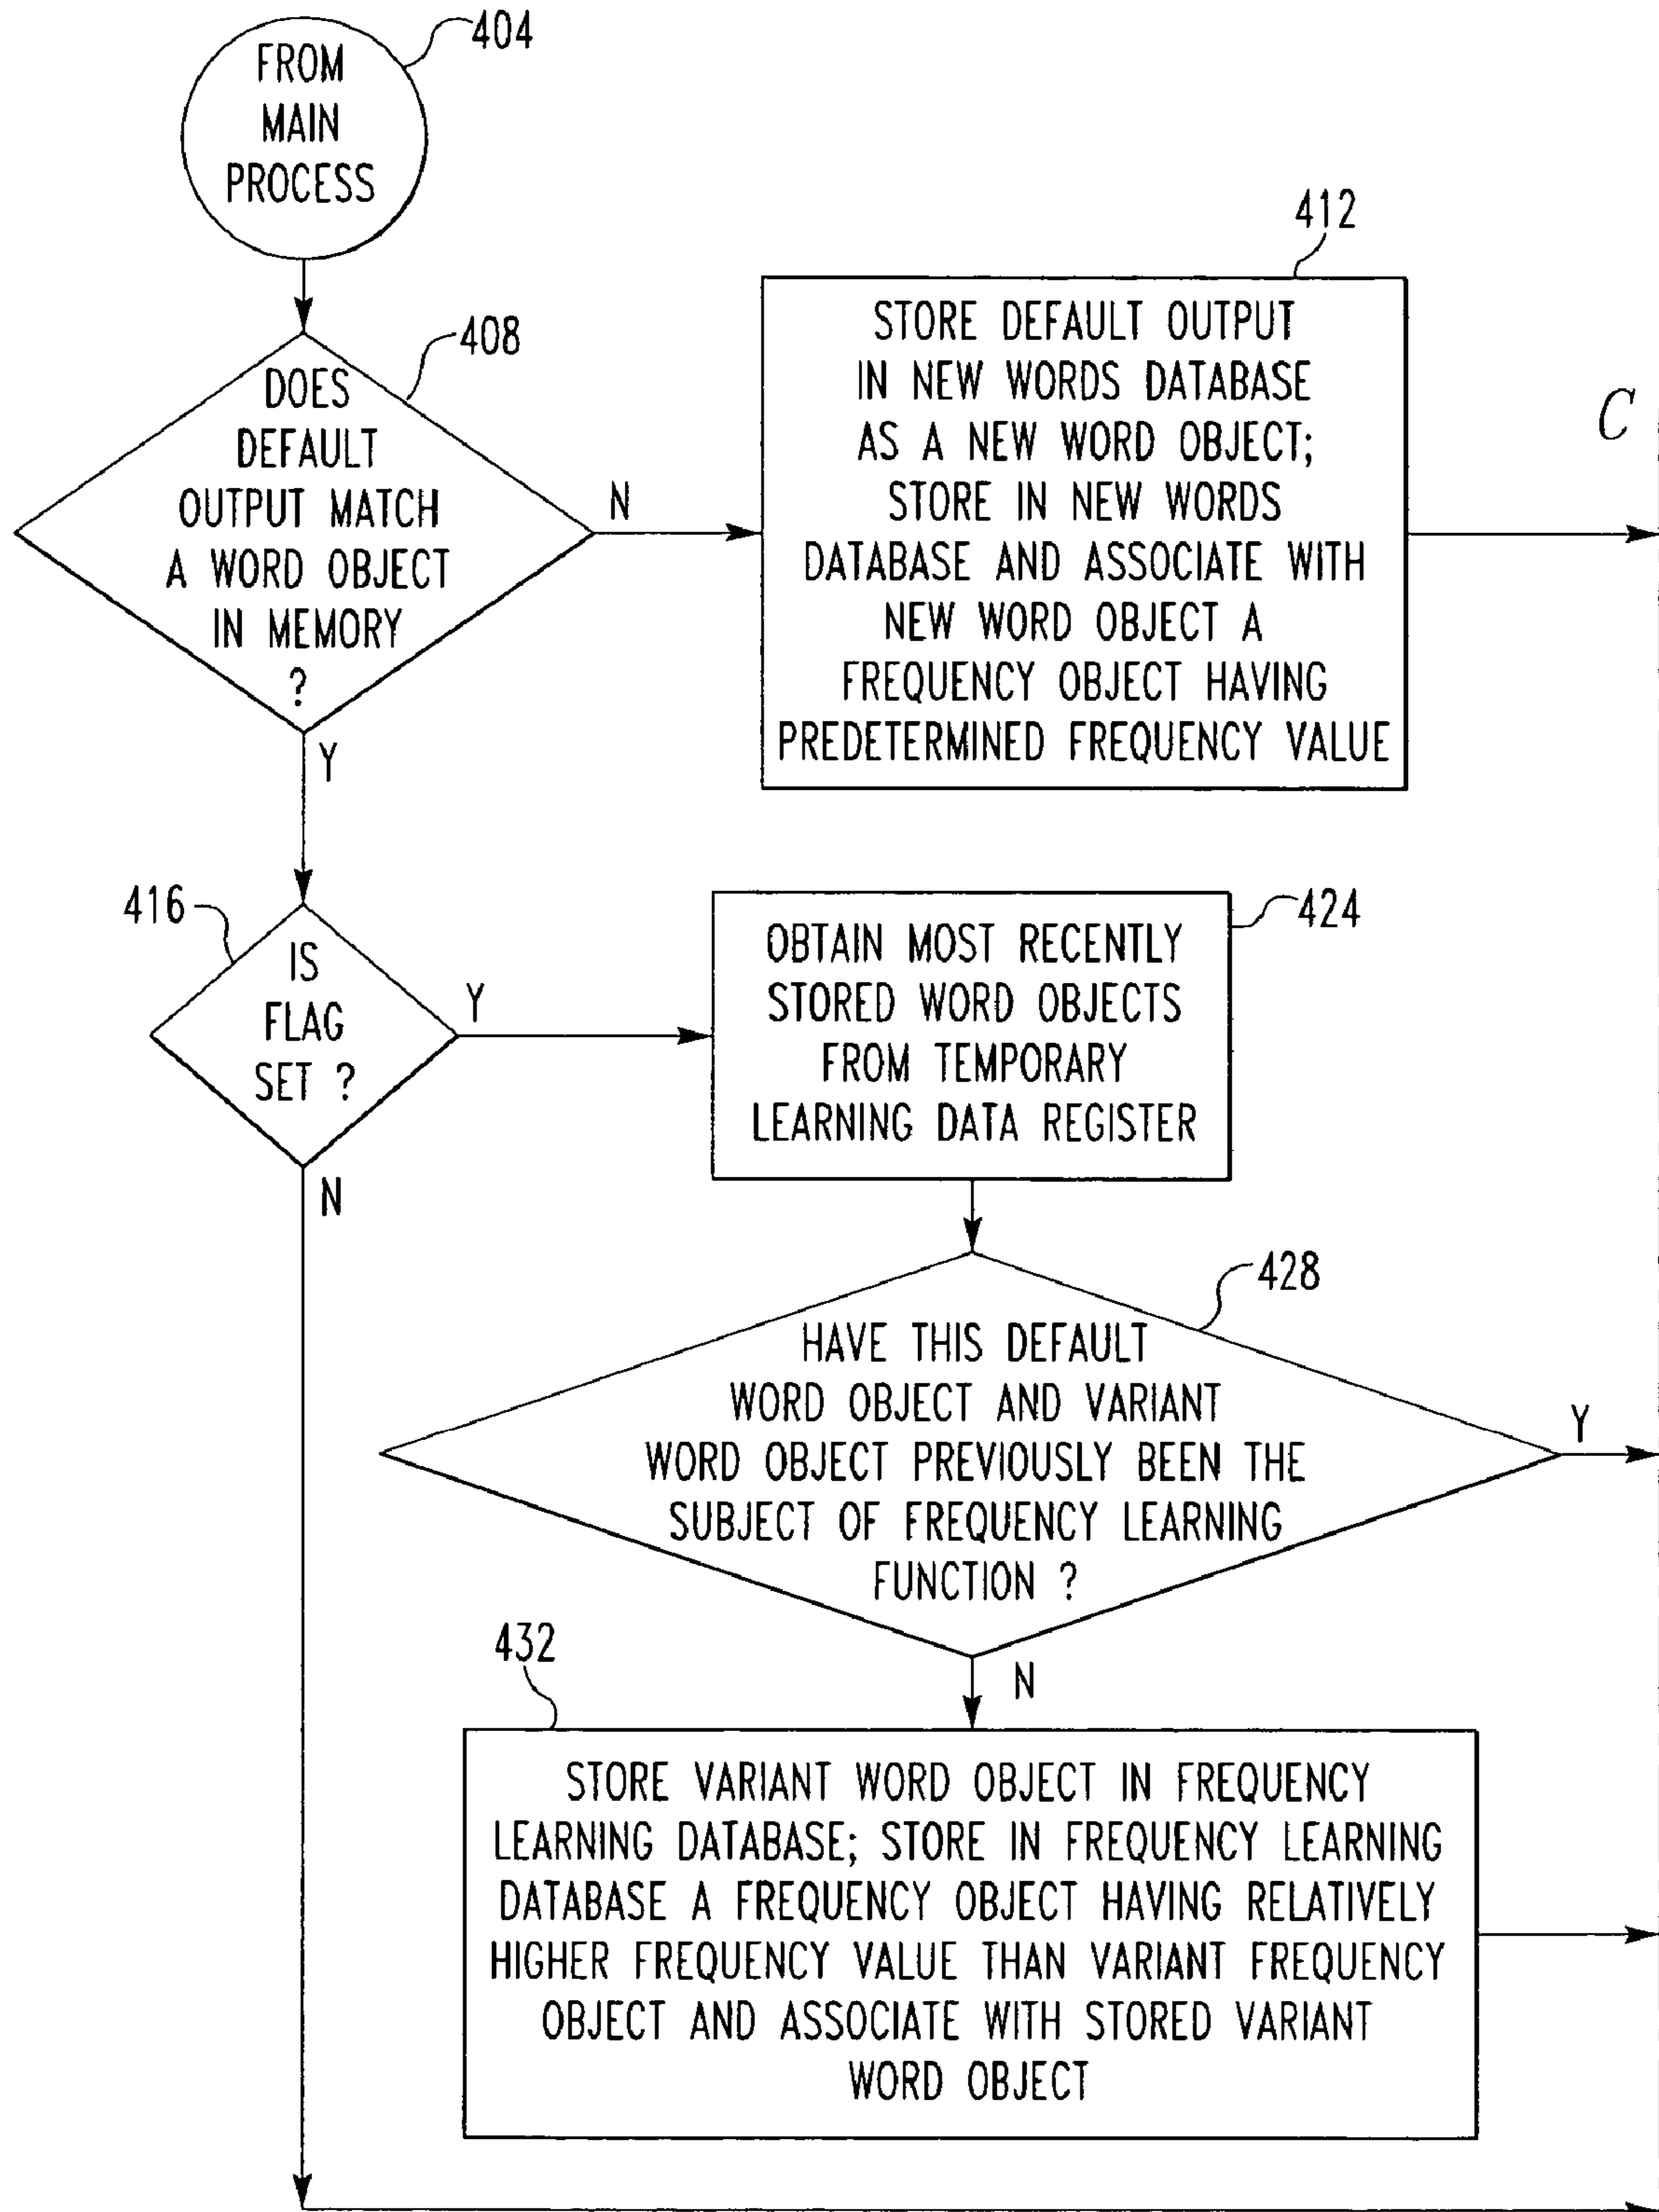 404
FROM
MAIN
PROCESS
408
DOES
DEFAULT
OUTPUT MATCH
A WORD OBJECT
IN MEMORY
?
N
Y
412
STORE DEFAULT OUTPUT
IN NEW WORDS DATABASE
AS A NEW WORD OBJECT;
STORE IN NEW WORDS
DATABASE AND ASSOCIATE WITH
NEW WORD OBJECT A
FREQUENCY OBJECT HAVING
PREDETERMINED FREQUENCY VALUE
C
416
IS
FLAG
SET ?
Y
N
424
OBTAIN MOST RECENTLY
STORED WORD OBJECTS
FROM TEMPORARY
LEARNING DATA REGISTER
428
HAVE THIS DEFAULT
WORD OBJECT AND VARIANT
WORD OBJECT PREVIOUSLY BEEN THE
SUBJECT OF FREQUENCY LEARNING
FUNCTION ?
Y
N
432
STORE VARIANT WORD OBJECT IN FREQUENCY
LEARNING DATABASE; STORE IN FREQUENCY LEARNING
DATABASE A FREQUENCY OBJECT HAVING RELATIVELY
HIGHER FREQUENCY VALUE THAN VARIANT FREQUENCY
OBJECT AND ASSOCIATE WITH STORED VARIANT
WORD OBJECT